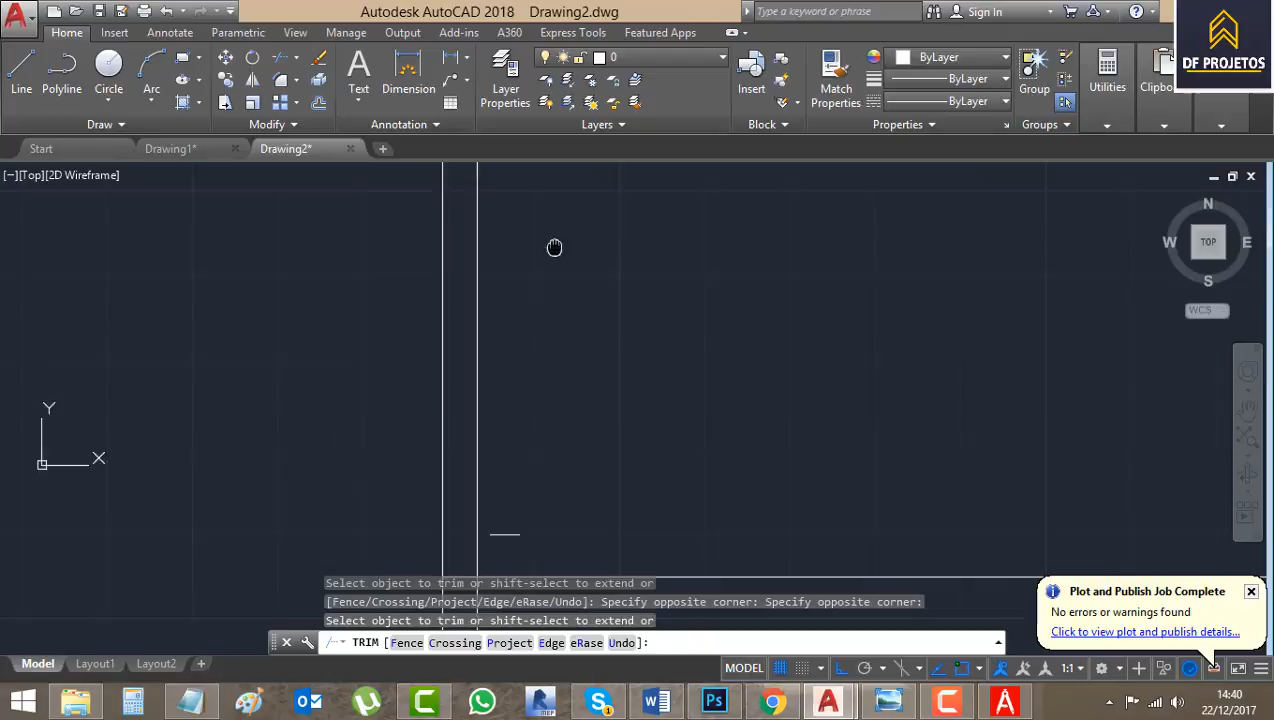 Autodesk AutoCAD 2018 Drawing2.dwg
Type a keyword or phrase
Sign In
DF PROJETOS
Home Insert Annotate Parametric View Manage Output Add-ins A360 Express Tools Featured Apps
0
ByLayer
ByLayer
ByLayer
Line Polyline Circle Arc
Text Dimension
Layer
Properties
Insert
Match
Properties
Group
Utilities
Clipbo
Draw Modify Annotation Layers Block Properties Groups
Start Drawing1* Drawing2*
[−][Top][2D Wireframe]
N
W TOP E
S
WCS
Y
X
Select object to trim or shift-select to extend or
[Fence/Crossing/Project/Edge/eRase/Undo]: Specify opposite corner: Specify opposite corner:
Select object to trim or shift-select to extend or
TRIM [Fence Crossing Project Edge eRase Undo]:
Plot and Publish Job Complete
No errors or warnings found
Click to view plot and publish details...
Model Layout1 Layout2
MODEL
1:1
14:40
22/12/2017